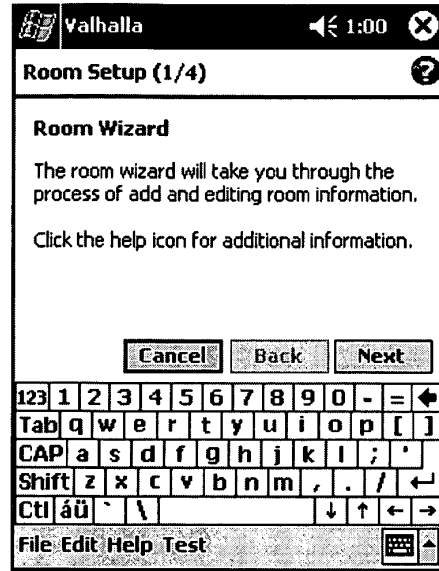 Valhalla 1:00
Room Setup (1/4)
Room Wizard
The room wizard will take you through the
process of add and editing room information.
Click the help icon for additional information.
Cancel Back Next
123 1 2 3 4 5 6 7 8 9 0 - = 
Tab q w e r t y u i o p [ ]
CAP a s d f g h j k l ; '
Shift z x c v b n m , . / ↵
Ctl áü ` \ ↓ ↑ ← →
File Edit Help Test